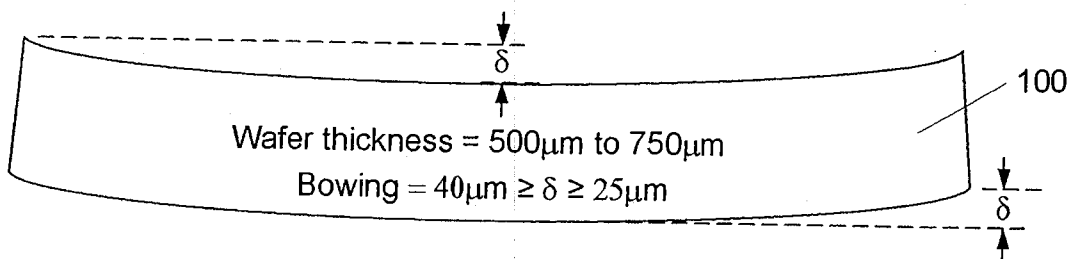 δ
100
Wafer thickness = 500μm to 750μm
Bowing = 40μm ≥ δ ≥ 25μm
δ